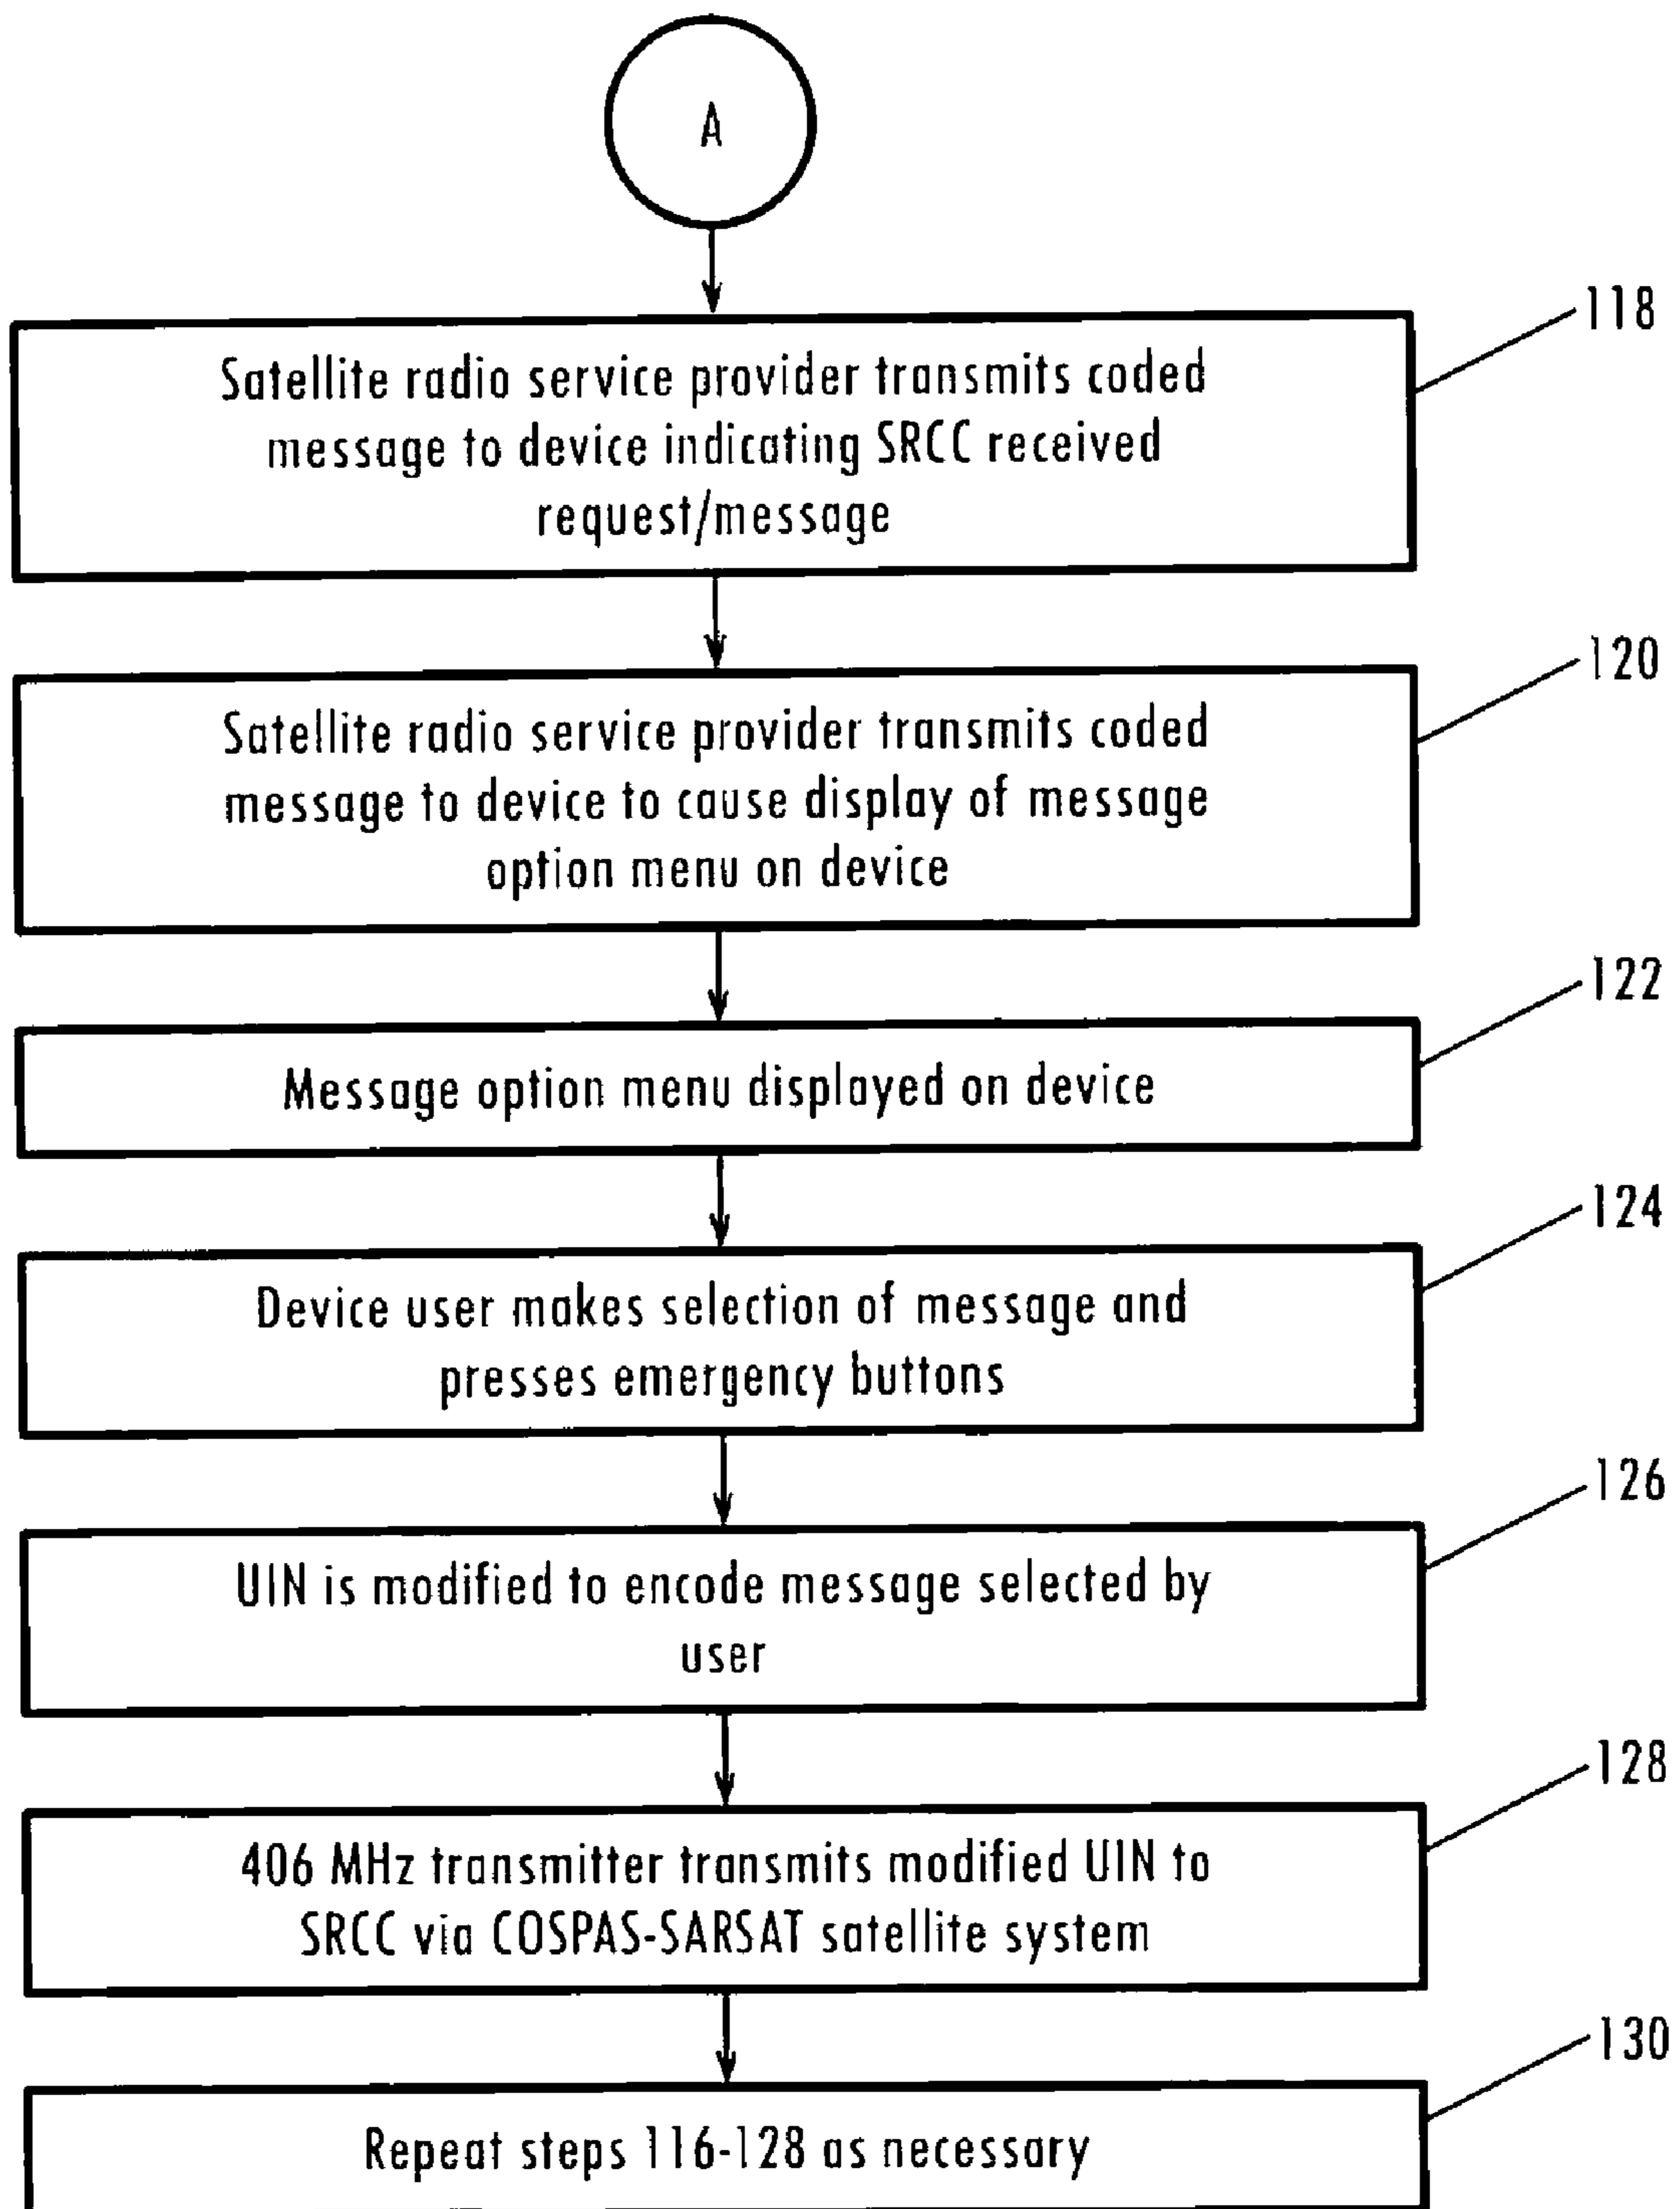 A
118
Satellite radio service provider transmits coded
message to device indicating SRCC received
request/message
120
Satellite radio service provider transmits coded
message to device to cause display of message
option menu on device
122
Message option menu displayed on device
124
Device user makes selection of message and
presses emergency buttons
126
UIN is modified to encode message selected by
user
128
406 MHz transmitter transmits modified UIN to
SRCC via COSPAS-SARSAT satellite system
130
Repeat steps 116-128 as necessary